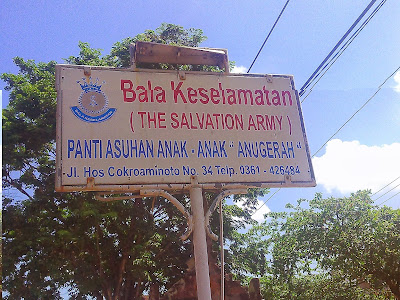 Bala Keselamatan
( THE SALVATION ARMY )
PANTI ASUHAN ANAK - ANAK " ANUGERAH "
Jl. Hos Cokroaminoto No. 34 Telp. 0361 - 426484